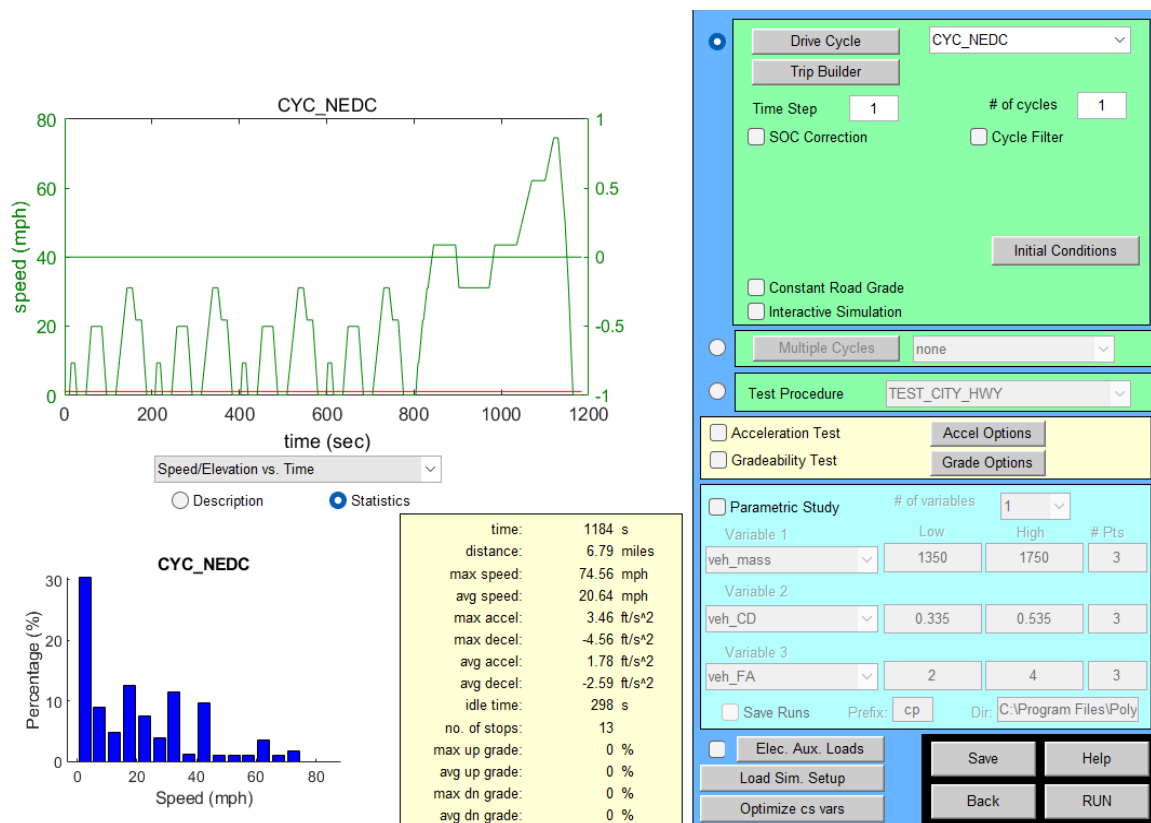 CYC_NEDC
80
60
40
20
0
speed (mph)
1
0.5
0
-0.5
-1
0 200 400 600 800 1000 1200
time (sec)
Speed/Elevation vs. Time
Description Statistics
CYC_NEDC
30
20
10
0
Percentage (%)
0 20 40 60 80
Speed (mph)
time: 1184 s
distance: 6.79 miles
max speed: 74.56 mph
avg speed: 20.64 mph
max accel: 3.46 ft/s^2
max decel: -4.56 ft/s^2
avg accel: 1.78 ft/s^2
avg decel: -2.59 ft/s^2
idle time: 298 s
no. of stops: 13
max up grade: 0 %
avg up grade: 0 %
max dn grade: 0 %
avg dn grade: 0 %
Drive Cycle CYC_NEDC
Trip Builder
Time Step 1 # of cycles 1
SOC Correction Cycle Filter
Initial Conditions
Constant Road Grade
Interactive Simulation
Multiple Cycles none
Test Procedure TEST_CITY_HWY
Acceleration Test Accel Options
Gradeability Test Grade Options
Parametric Study # of variables 1
Variable 1 Low High # Pts
veh_mass 1350 1750 3
Variable 2
veh_CD 0.335 0.535 3
Variable 3
veh_FA 2 4 3
Save Runs Prefix: cp Dir: C:\Program Files\Poly
Elec. Aux. Loads
Load Sim. Setup
Optimize cs vars
Save Help
Back RUN